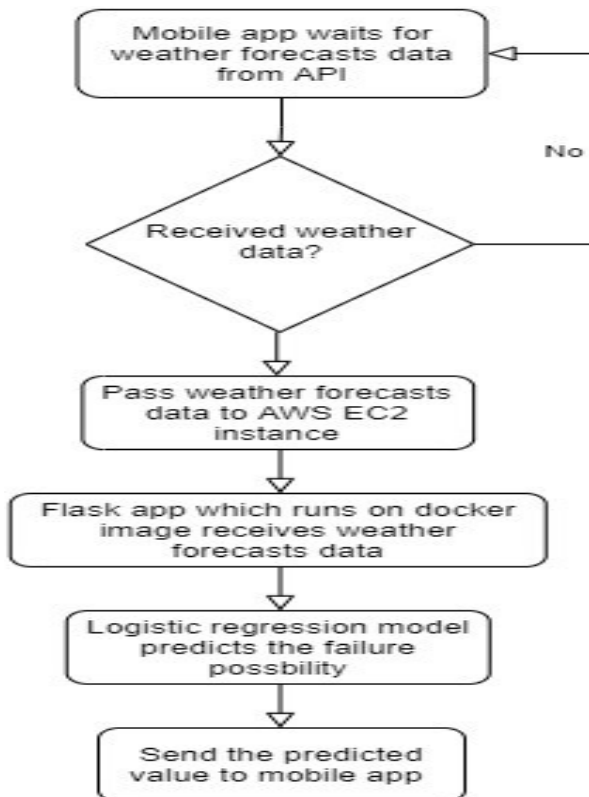 Mobile app waits for
weather forecasts data
from API
No
Received weather
data?
Pass weather forecasts
data to AWS EC2
instance
Flask app which runs on docker
image receives weather
forecasts data
Logistic regression model
predicts the failure
possbility
Send the predicted
value to mobile app